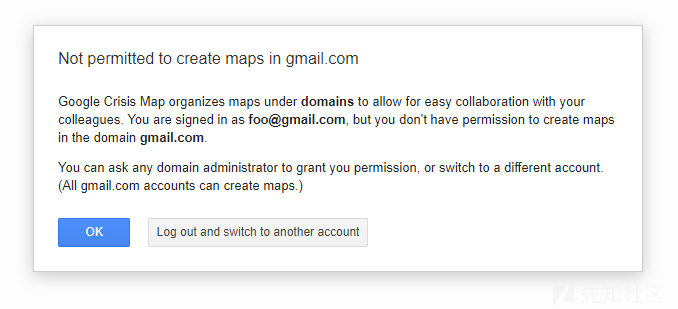 Not permitted to create maps in gmail.com
Google Crisis Map organizes maps under domains to allow for easy collaboration with your
colleagues. You are signed in as foo@gmail.com, but you don't have permission to create maps
in the domain gmail.com.
You can ask any domain administrator to grant you permission, or switch to a different account.
(All gmail.com accounts can create maps.)
OK
Log out and switch to another account
先知社区